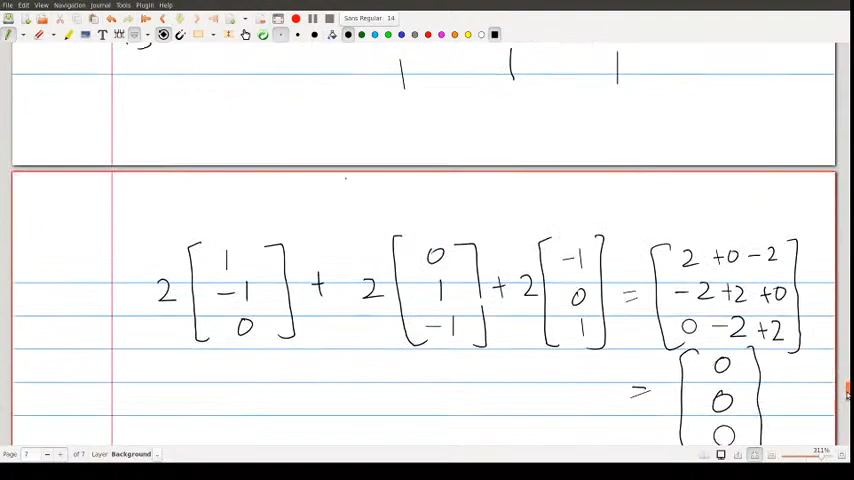 File Edit View Navigation Journal Tools Plugin Help
Sans Regular 14
2 [ 1 -1 0 ] + 2 [ 0 1 -1 ] + 2 [ -1 0 1 ] = [ 2 +0 -2
-2 +2 +0
0 -2 +2 ]
= [ 0
0
0
Page 7 of 7 Layer Background 311%